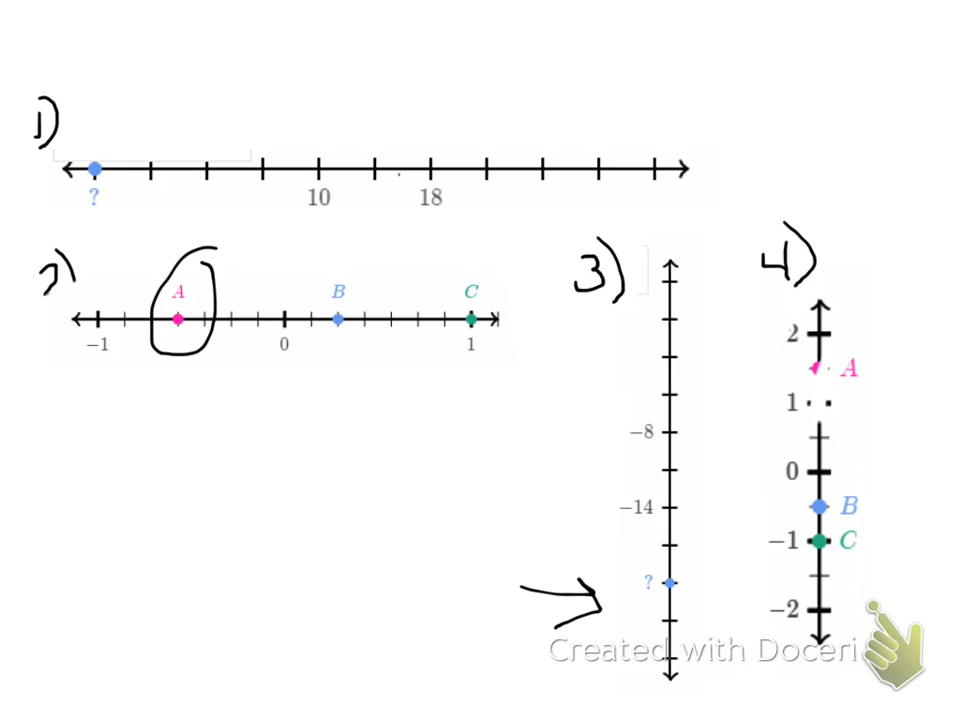 1)
? 10 18
2)
A B C
−1 0 1
3)
−8
−14
?
4)
2
A
1
0
B
−1 C
−2
Created with Doceri